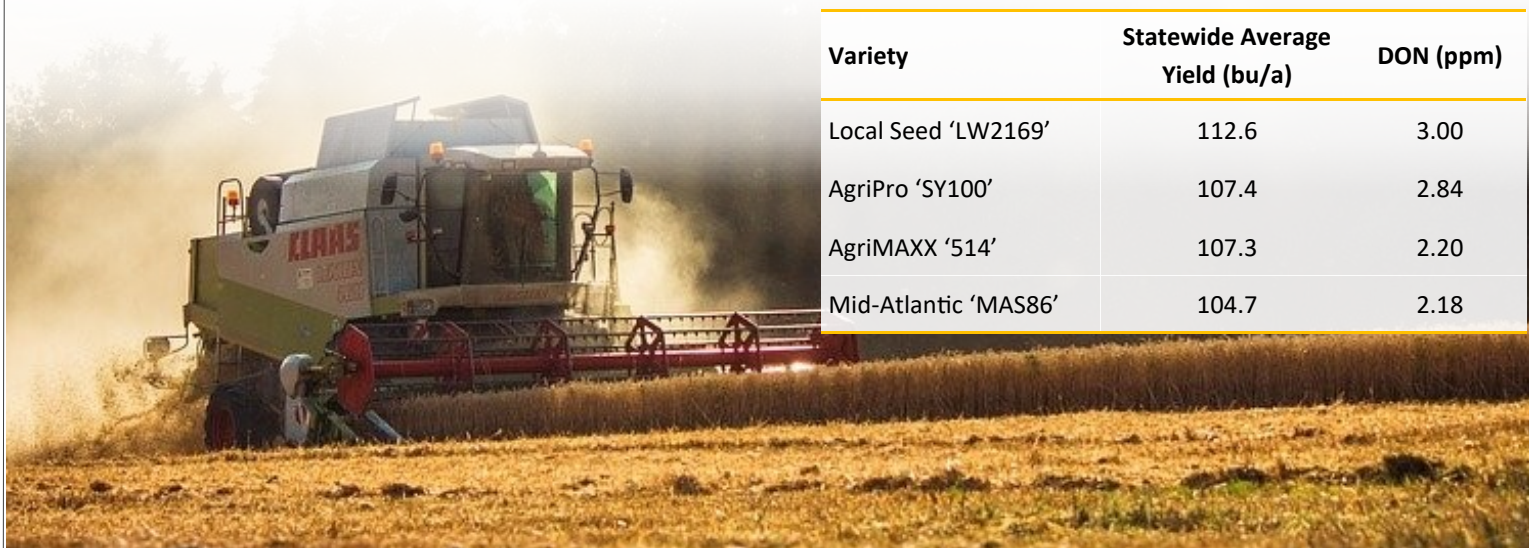 Variety Statewide Average Yield (bu/a) DON (ppm)
Local Seed ‘LW2169’ 112.6 3.00
AgriPro ‘SY100’ 107.4 2.84
AgriMAXX ‘514’ 107.3 2.20
Mid-Atlantic ‘MAS86’ 104.7 2.18
CLAAS
LEXION